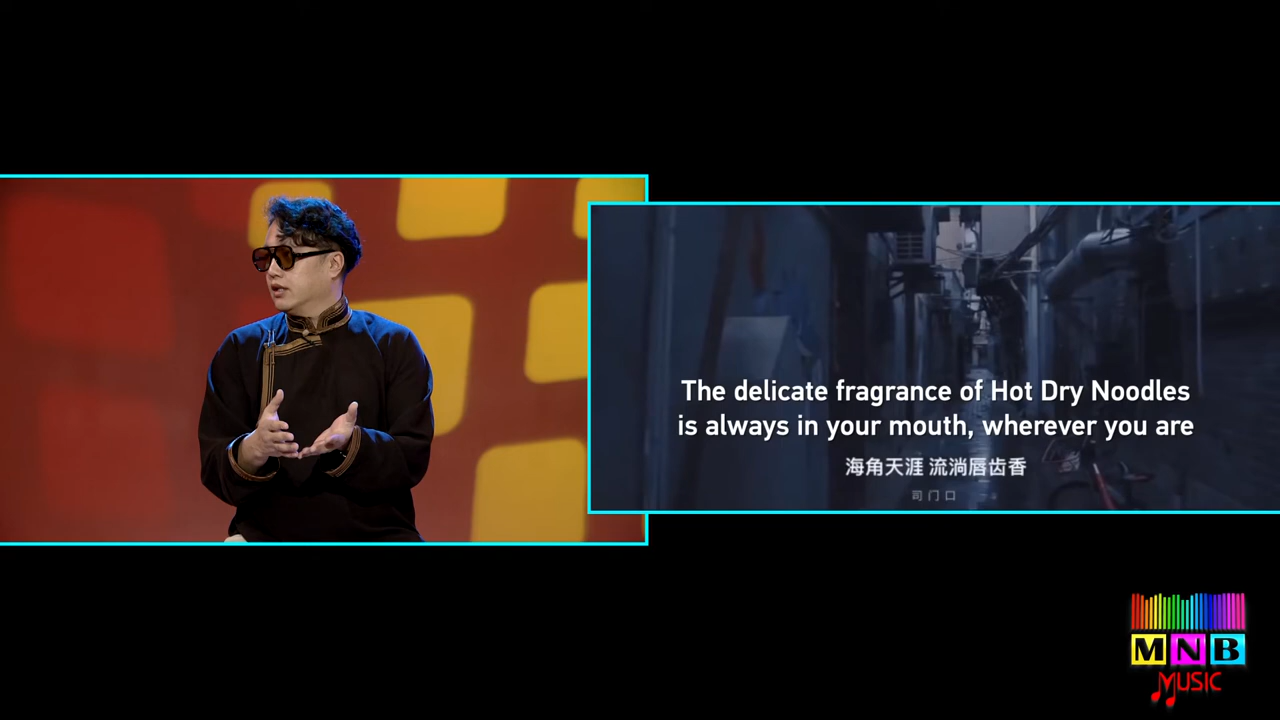 The delicate fragrance of Hot Dry Noodles
is always in your mouth, wherever you are
海角天涯 流淌唇齿香
司门口
MNB
MUSIC